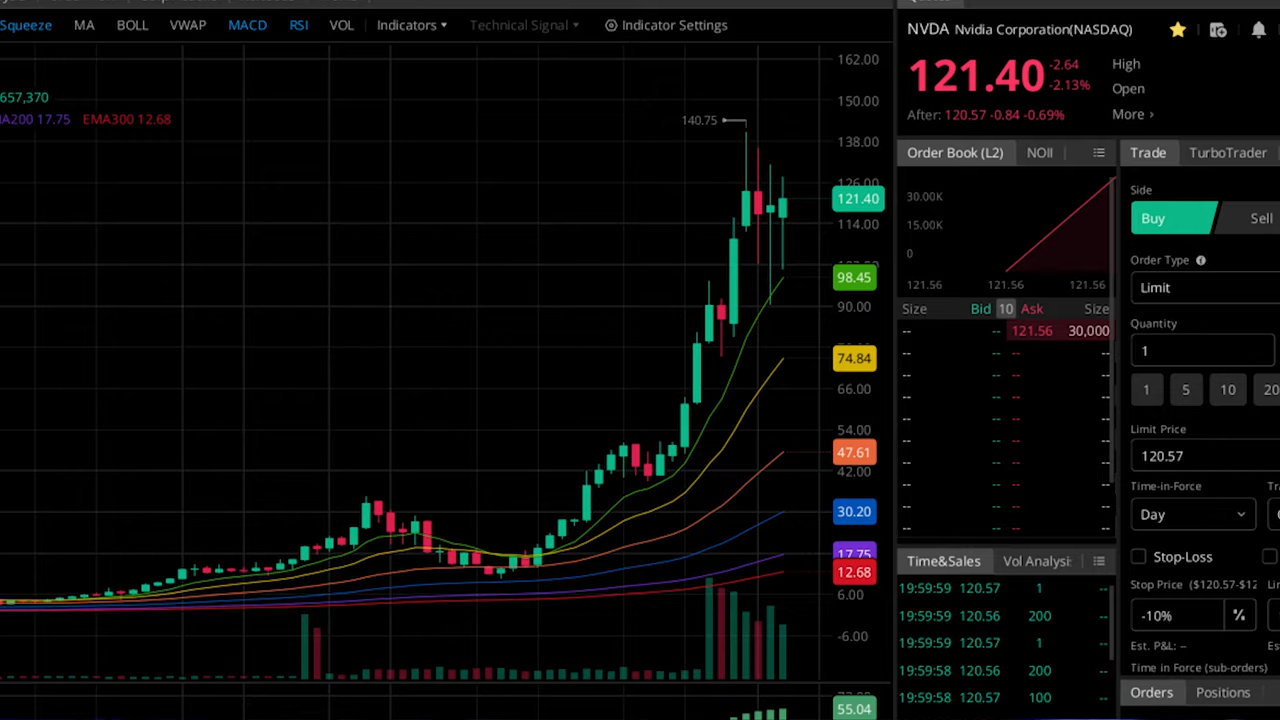 Squeeze MA BOLL VWAP MACD RSI VOL Indicators Technical Signal Indicator Settings
657,370
MA200 17.75 EMA300 12.68
140.75
162.00
150.00
138.00
126.00
121.40
114.00
98.45
90.00
74.84
66.00
54.00
47.61
42.00
30.20
17.75
12.68
6.00
-6.00
55.04
NVDA Nvidia Corporation(NASDAQ)
121.40 -2.64
-2.13%
After: 120.57 -0.84 -0.69%
High
Open
More ›
Order Book (L2) NOII
30.00K
15.00K
0
121.56 121.56 121.56
Size Bid 10 Ask Size
-- -- 121.56 30,000
-- -- -- --
-- -- -- --
-- -- -- --
-- -- -- --
-- -- -- --
-- -- -- --
-- -- -- --
-- -- -- --
-- -- -- --
Time&Sales Vol Analysi
19:59:59 120.57 1 --
19:59:59 120.56 200 --
19:59:59 120.57 1 --
19:59:58 120.56 200 --
19:59:58 120.57 100 --
Trade TurboTrader
Side
Buy Sell
Order Type
Limit
Quantity
1
1 5 10 20
Limit Price
120.57
Time-in-Force
Day
Stop-Loss
Stop Price ($120.57-$12
-10% %
Est. P&L: --
Time in Force (sub-orders)
Orders Positions